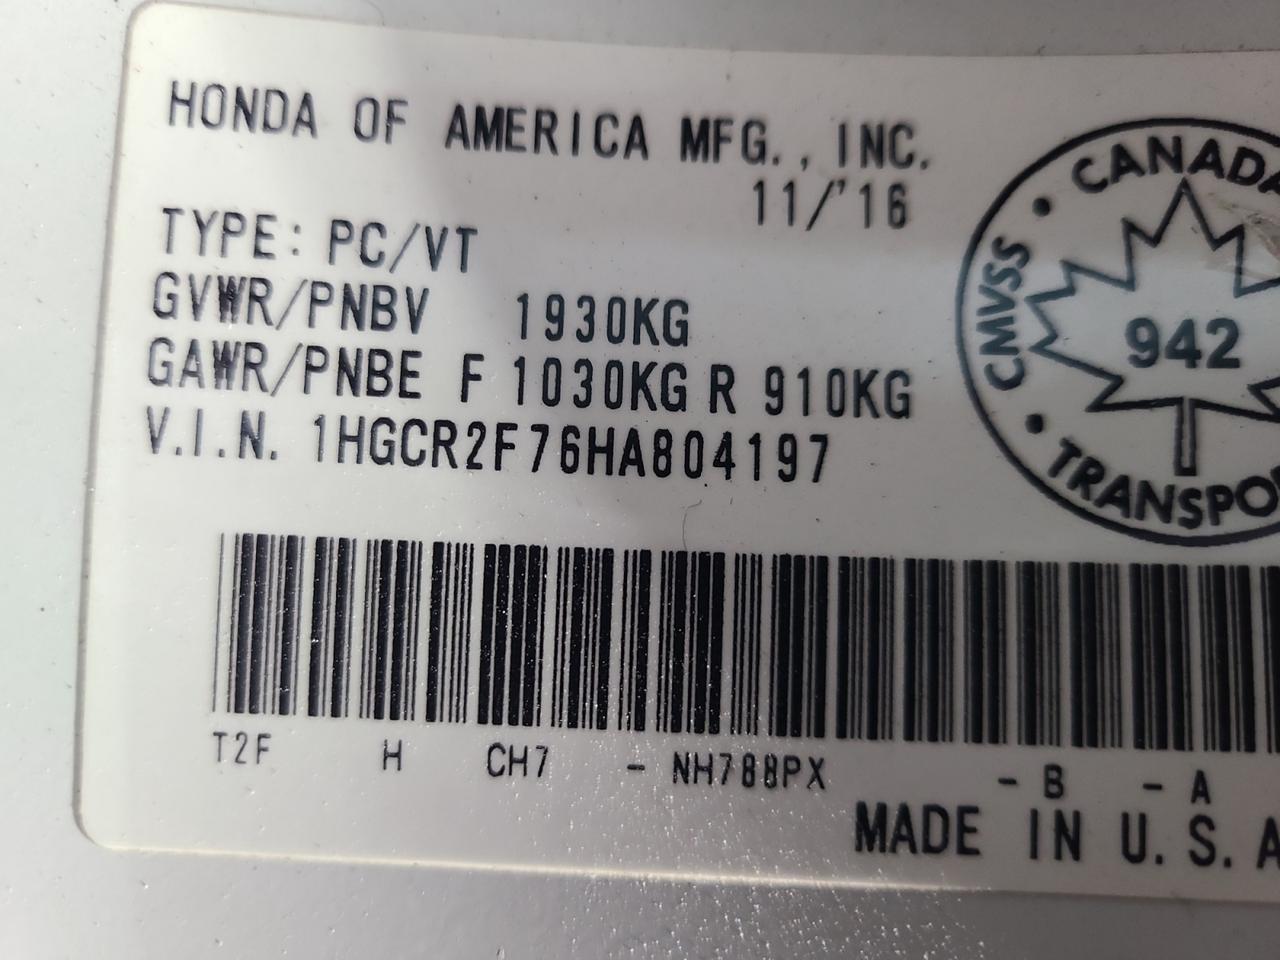 HONDA OF AMERICA MFG., INC.
11/'16
TYPE: PC/VT
GVWR/PNBV 1930KG
GAWR/PNBE F 1030KG R 910KG
V.I.N. 1HGCR2F76HA804197
CANADA
CMVSS
942
TRANSPO
T2F H CH7 - NH788PX - B - A
MADE IN U.S.A